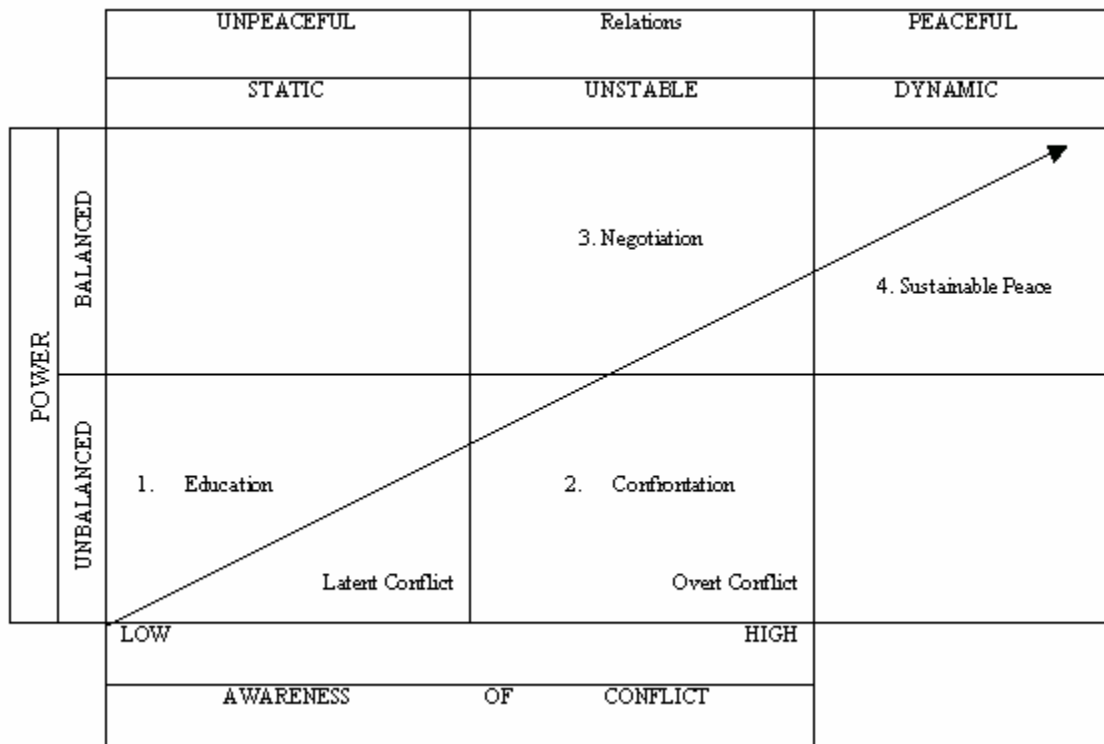 UNPEACEFUL Relations PEACEFUL
STATIC UNSTABLE DYNAMIC
POWER
BALANCED
3. Negotiation
4. Sustainable Peace
UNBALANCED
1. Education
2. Confrontation
Latent Conflict
Overt Conflict
LOW HIGH
AWARENESS OF CONFLICT